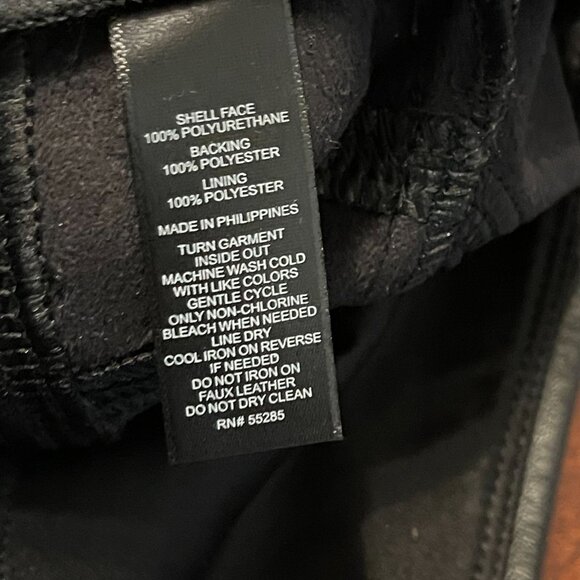 SHELL FACE
100% POLYURETHANE
BACKING
100% POLYESTER
LINING
100% POLYESTER
MADE IN PHILIPPINES
TURN GARMENT
INSIDE OUT
MACHINE WASH COLD
WITH LIKE COLORS
GENTLE CYCLE
ONLY NON-CHLORINE
BLEACH WHEN NEEDED
LINE DRY
COOL IRON ON REVERSE
IF NEEDED
DO NOT IRON ON
FAUX LEATHER
DO NOT DRY CLEAN
RN# 55285